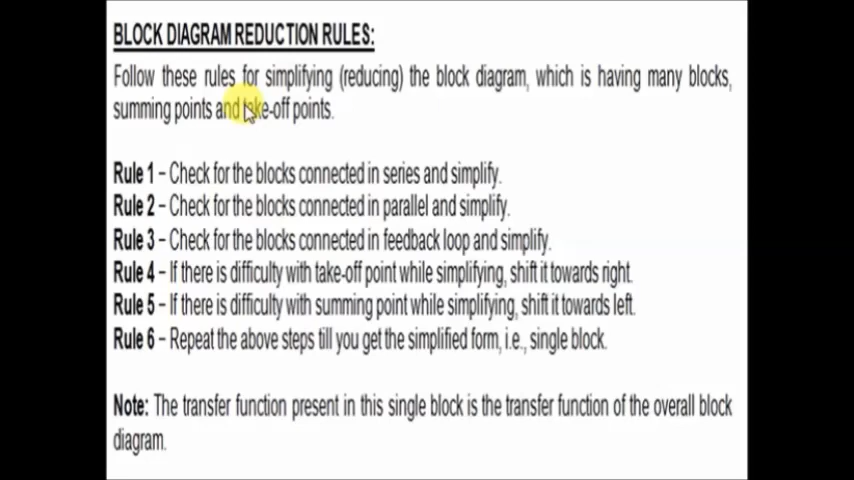 BLOCK DIAGRAM REDUCTION RULES:
Follow these rules for simplifying (reducing) the block diagram, which is having many blocks,
summing points and take-off points.
Rule 1 – Check for the blocks connected in series and simplify.
Rule 2 – Check for the blocks connected in parallel and simplify.
Rule 3 – Check for the blocks connected in feedback loop and simplify.
Rule 4 – If there is difficulty with take-off point while simplifying, shift it towards right.
Rule 5 – If there is difficulty with summing point while simplifying, shift it towards left.
Rule 6 – Repeat the above steps till you get the simplified form, i.e., single block.
Note: The transfer function present in this single block is the transfer function of the overall block
diagram.